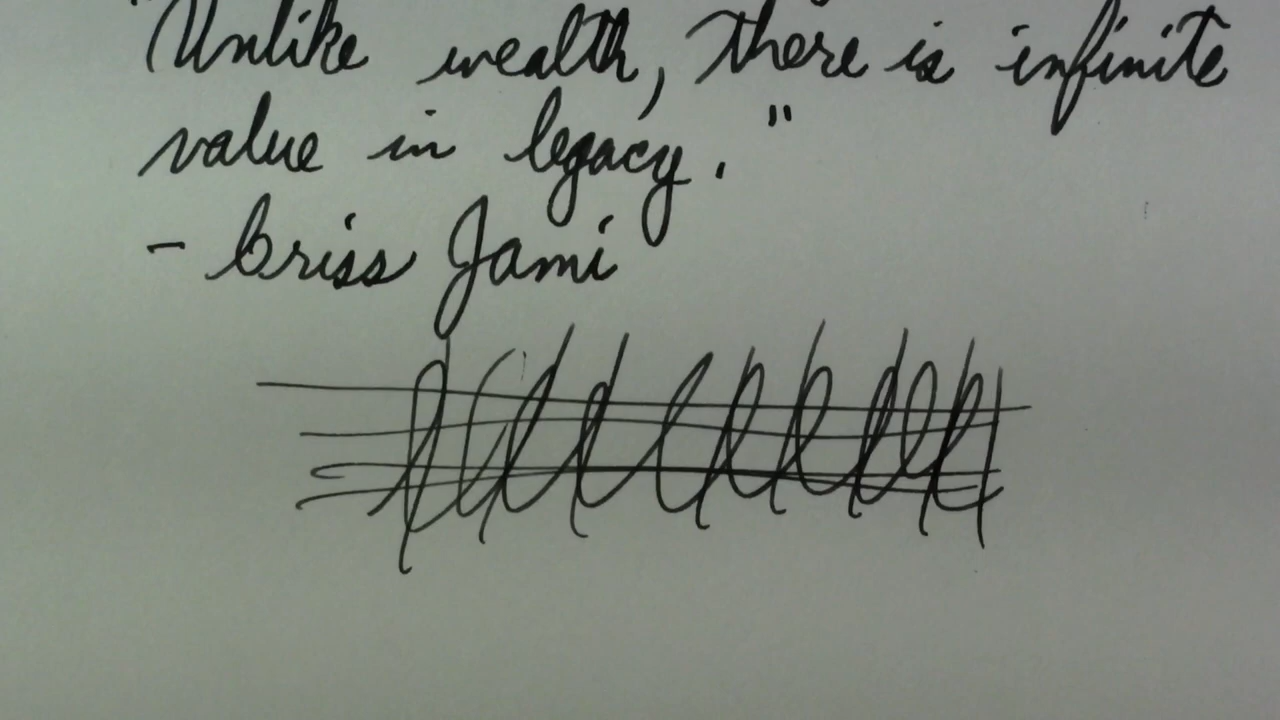 "Unlike wealth, there is infinite
value in legacy."
- Criss Jami